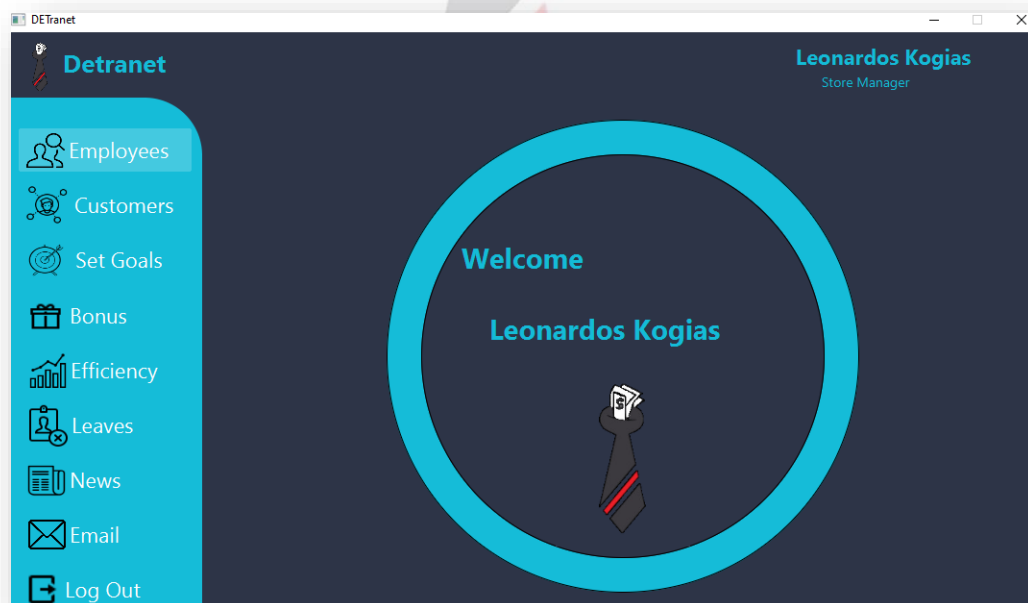 DETranet
Detranet
Leonardos Kogias
Store Manager
Employees
Customers
Set Goals
Bonus
Efficiency
Leaves
News
Email
Log Out
Welcome
Leonardos Kogias
$